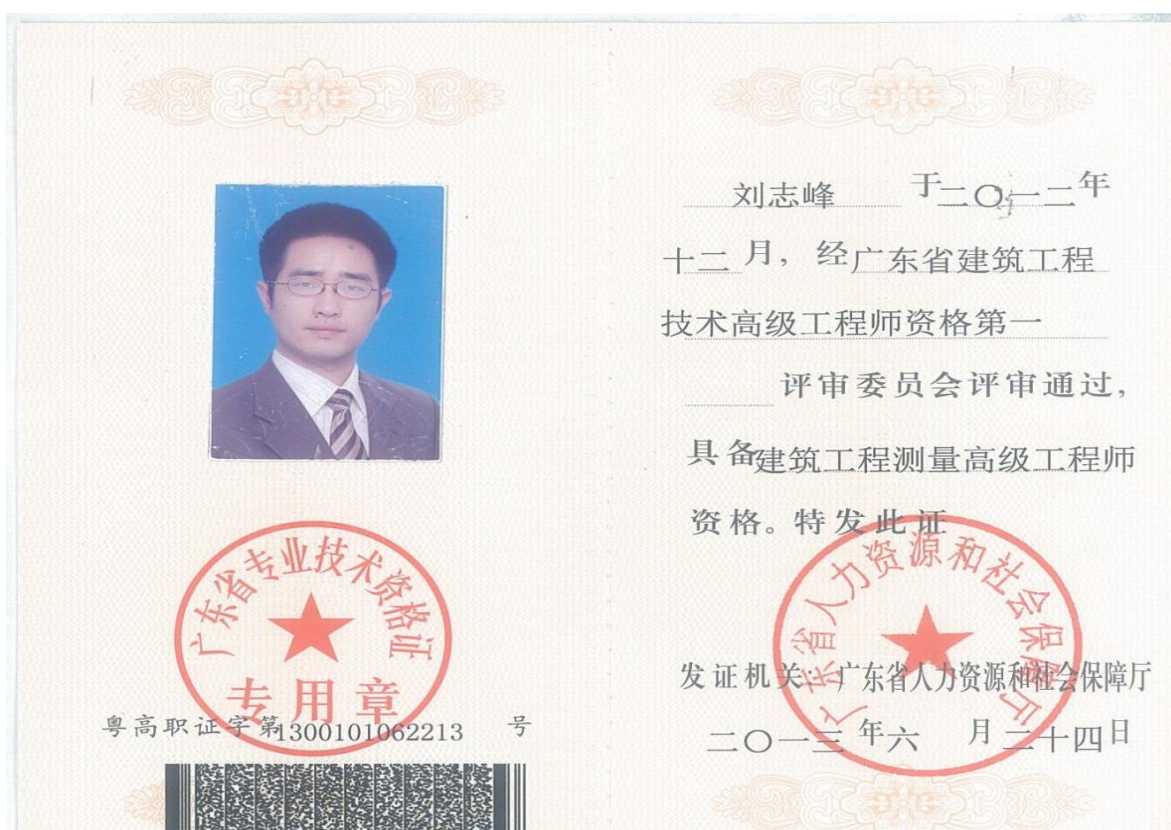 广东省专业技术资格证
专用章
粤高职证字第1300101062213 号
刘志峰 于二〇一二年
十二月，经广东省建筑工程
技术高级工程师资格第一
评审委员会评审通过，
具备建筑工程测量高级工程师
资格。特发此证
广东省人力资源和社会保障厅
发证机关：广东省人力资源和社会保障厅
二〇一三年六 月二十四日